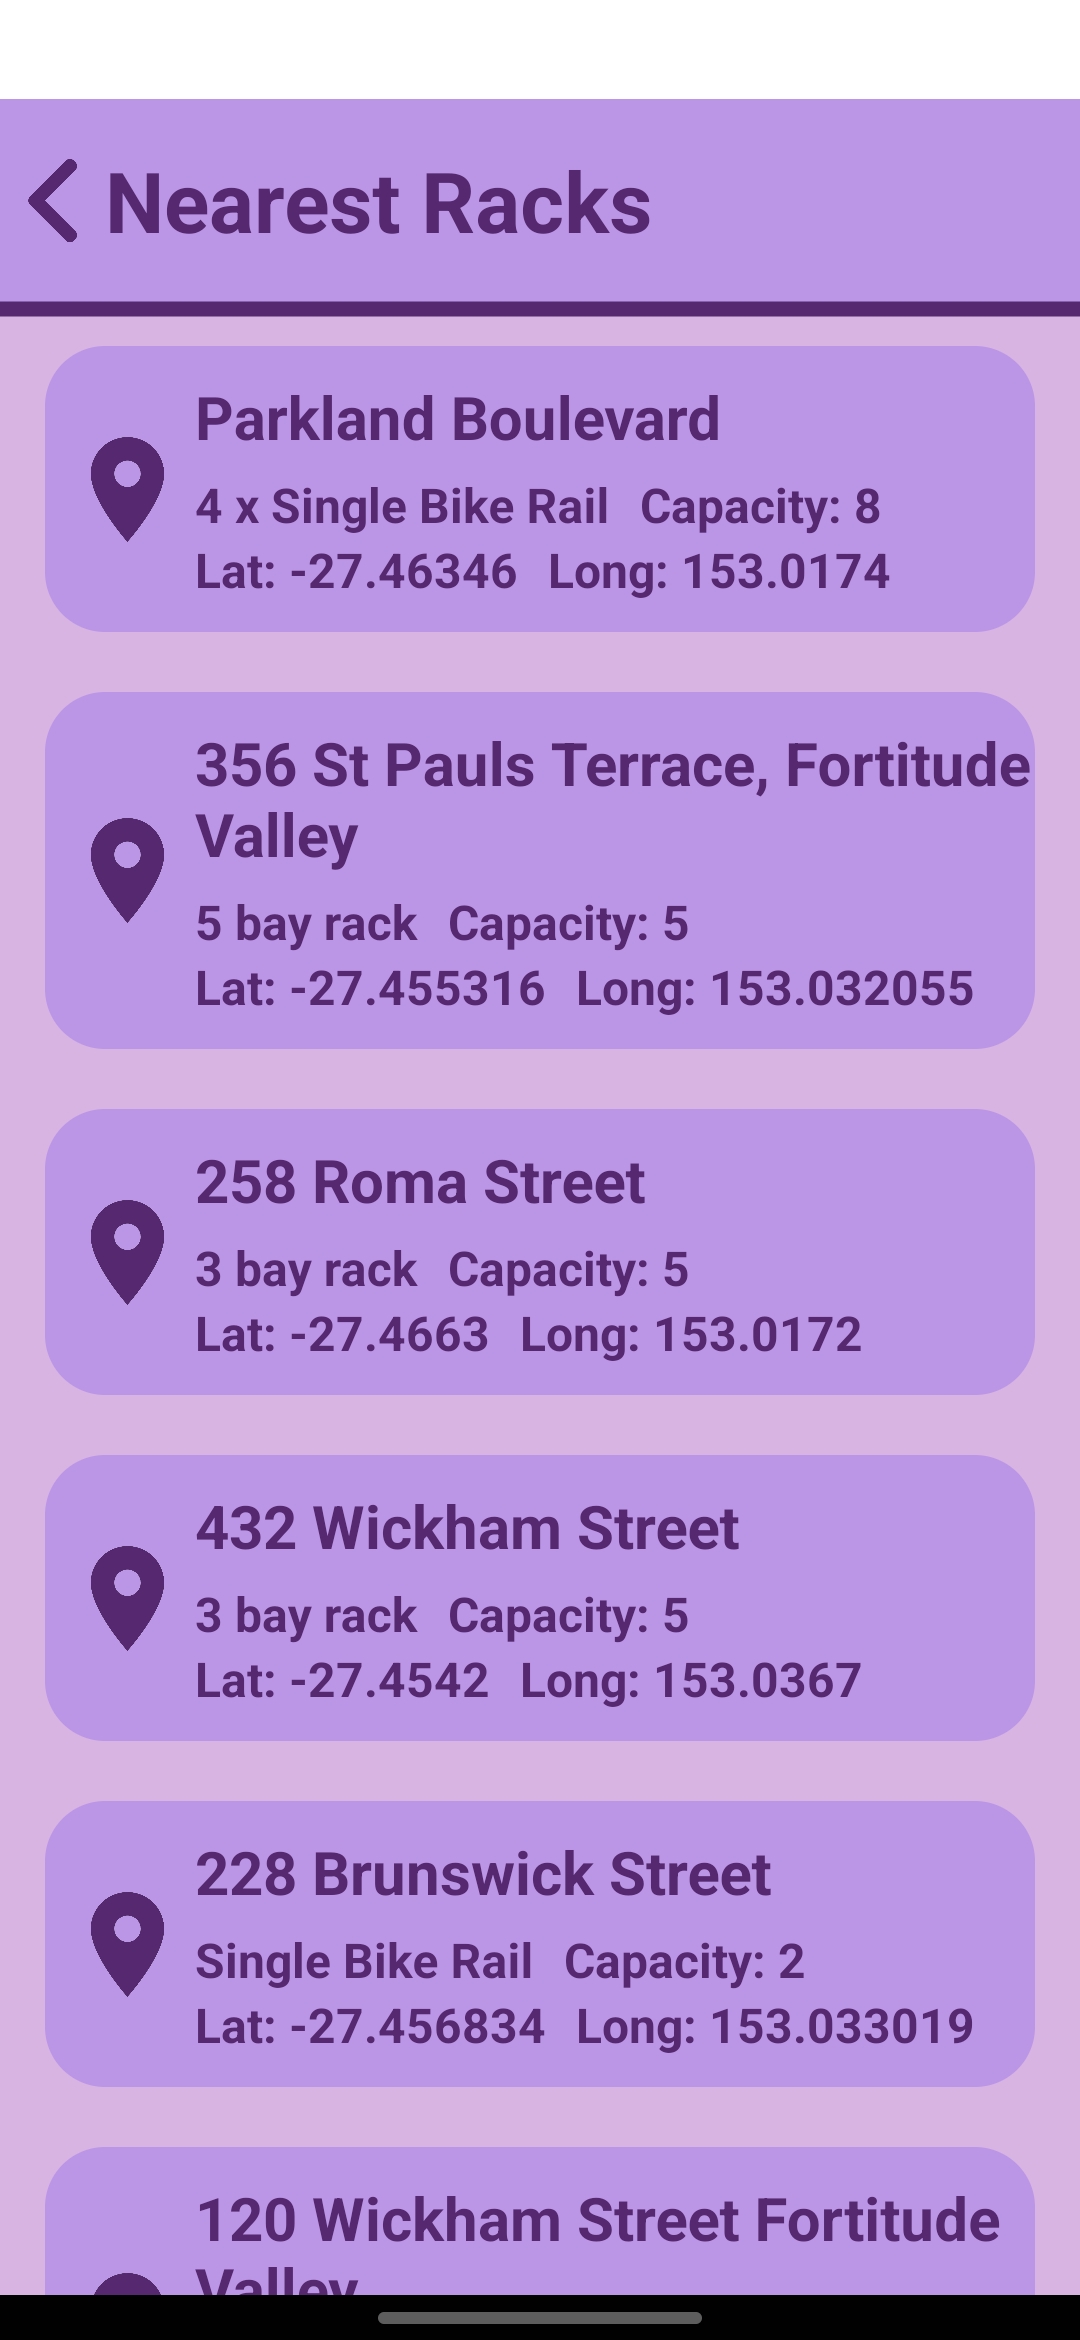 Nearest Racks
Parkland Boulevard
4 x Single Bike Rail Capacity: 8
Lat: -27.46346 Long: 153.0174
356 St Pauls Terrace, Fortitude
Valley
5 bay rack Capacity: 5
Lat: -27.455316 Long: 153.032055
258 Roma Street
3 bay rack Capacity: 5
Lat: -27.4663 Long: 153.0172
432 Wickham Street
3 bay rack Capacity: 5
Lat: -27.4542 Long: 153.0367
228 Brunswick Street
Single Bike Rail Capacity: 2
Lat: -27.456834 Long: 153.033019
120 Wickham Street Fortitude
Valley